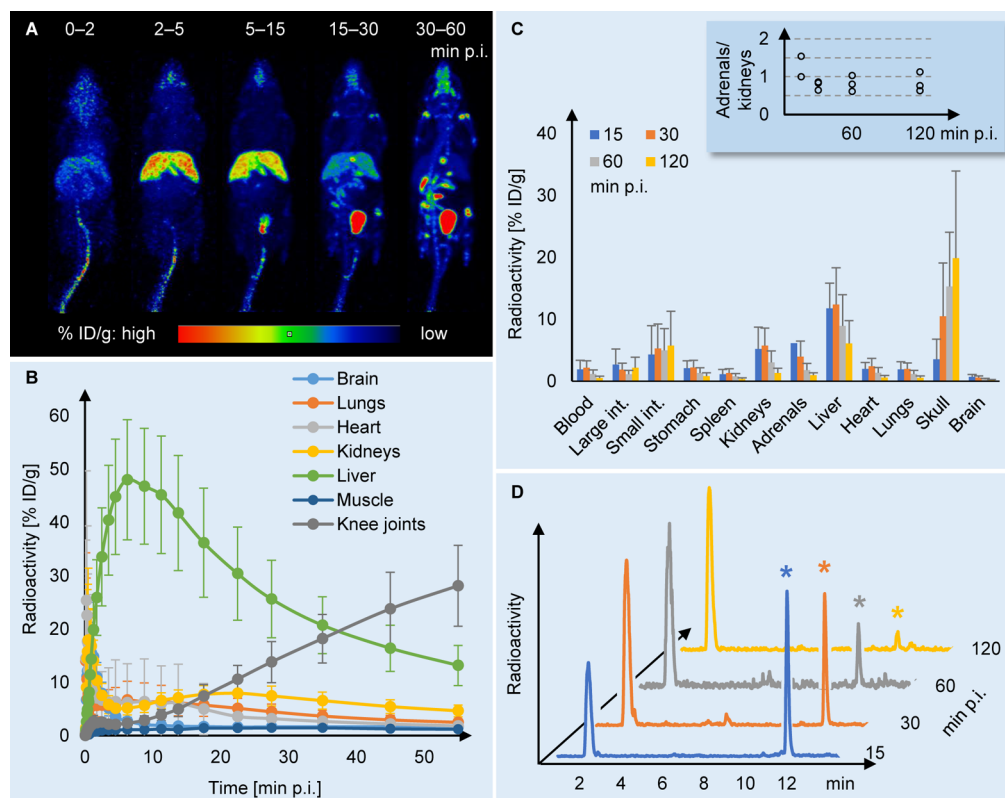 A
0–2
2–5
5–15
15–30
30–60
min p.i.
% ID/g: high
low
B
Radioactivity [% ID/g]
60
50
40
30
20
10
0
0
10
20
30
40
50
Time [min p.i.]
Brain
Lungs
Heart
Kidneys
Liver
Muscle
Knee joints
C
Radioactivity [% ID/g]
40
30
20
10
0
15
30
60
120
min p.i.
Adrenals/
kidneys
2
1
0
60
120
min p.i.
Blood
Large int.
Small int.
Stomach
Spleen
Kidneys
Adrenals
Liver
Heart
Lungs
Skull
Brain
D
Radioactivity
*
*
*
*
120
60
30
15
min p.i.
2
4
6
8
10
12
min